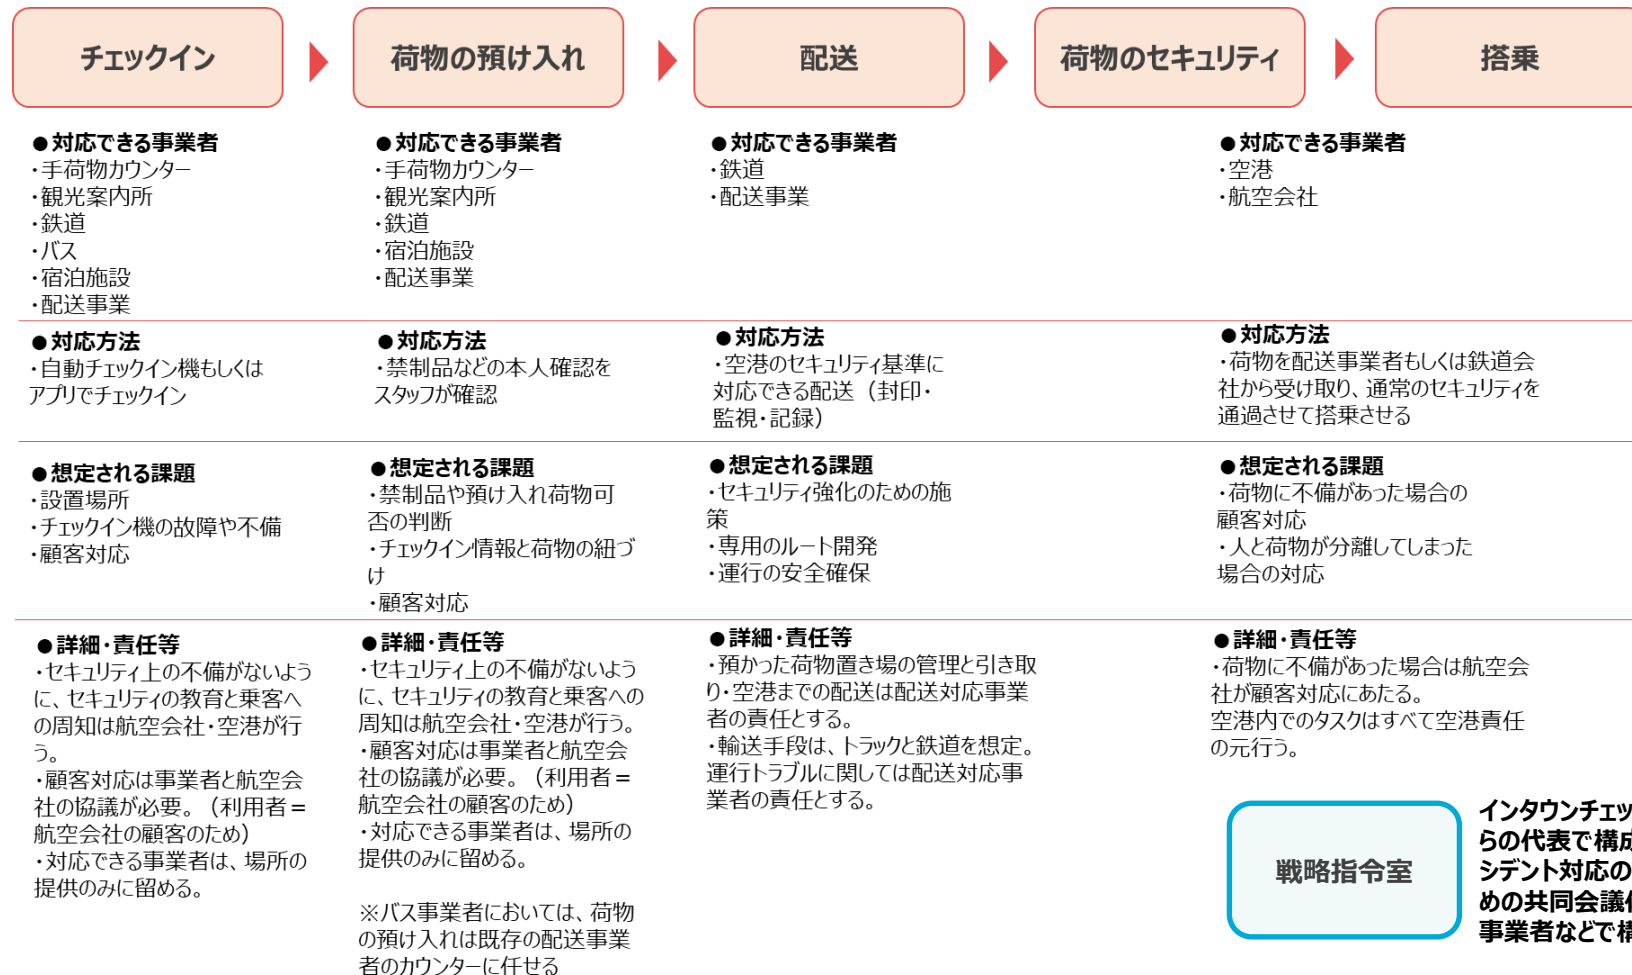 チェックイン
荷物の預け入れ
配送
荷物のセキュリティ
搭乗
●対応できる事業者
・手荷物カウンター
・観光案内所
・鉄道
・バス
・宿泊施設
・配送事業
●対応できる事業者
・手荷物カウンター
・観光案内所
・鉄道
・宿泊施設
・配送事業
●対応できる事業者
・鉄道
・配送事業
●対応できる事業者
・空港
・航空会社
●対応方法
・自動チェックイン機もしくは
アプリでチェックイン
●対応方法
・禁制品などの本人確認を
スタッフが確認
●対応方法
・空港のセキュリティ基準に
対応できる配送（封印・
監視・記録）
●対応方法
・荷物を配送事業者もしくは鉄道会
社から受け取り、通常のセキュリティを
通過させて搭乗させる
●想定される課題
・設置場所
・チェックイン機の故障や不備
・顧客対応
●想定される課題
・禁制品や預け入れ荷物可
否の判断
・チェックイン情報と荷物の紐づ
け
・顧客対応
●想定される課題
・セキュリティ強化のための施
策
・専用のルート開発
・運行の安全確保
●想定される課題
・荷物に不備があった場合の
顧客対応
・人と荷物が分離してしまった
場合の対応
●詳細・責任等
・セキュリティ上の不備がないよう
に、セキュリティの教育と乗客へ
の周知は航空会社・空港が行
う。
・顧客対応は事業者と航空会
社の協議が必要。（利用者＝
航空会社の顧客のため）
・対応できる事業者は、場所の
提供のみに留める。
●詳細・責任等
・セキュリティ上の不備がないよう
に、セキュリティの教育と乗客への
周知は航空会社・空港が行う。
・顧客対応は事業者と航空会
社の協議が必要。（利用者＝
航空会社の顧客のため）
・対応できる事業者は、場所の
提供のみに留める。
※バス事業者においては、荷物
の預け入れは既存の配送事業
者のカウンターに任せる
●詳細・責任等
・預かった荷物置き場の管理と引き取
り・空港までの配送は配送対応事業
者の責任とする。
・輸送手段は、トラックと鉄道を想定。
運行トラブルに関しては配送対応事
業者の責任とする。
●詳細・責任等
・荷物に不備があった場合は航空会
社が顧客対応にあたる。
空港内でのタスクはすべて空港責任
の元行う。
戦略指令室
インタウンチェッ
らの代表で構成
シデント対応の
めの共同会議
事業者などで構